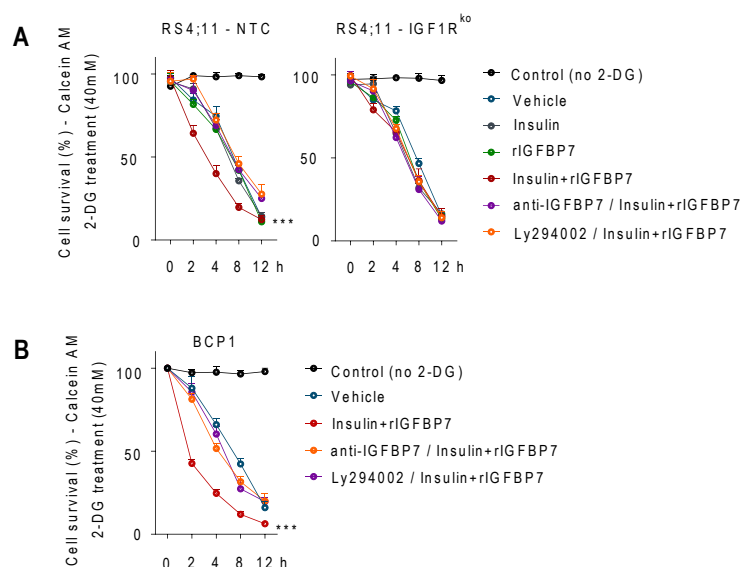 A
RS4;11 - NTC
RS4;11 - IGF1R ko
Cell survival (%) - Calcein AM
2-DG treatment (40mM)
100
50
0
0 2 4 8 12 h
***
100
50
0
0 2 4 8 12 h
Control (no 2-DG)
Vehicle
Insulin
rIGFBP7
Insulin+rIGFBP7
anti-IGFBP7 / Insulin+rIGFBP7
Ly294002 / Insulin+rIGFBP7
B
BCP1
Cell survival (%) - Calcein AM
2-DG treatment (40mM)
100
50
0
0 2 4 8 12 h
***
Control (no 2-DG)
Vehicle
Insulin+rIGFBP7
anti-IGFBP7 / Insulin+rIGFBP7
Ly294002 / Insulin+rIGFBP7